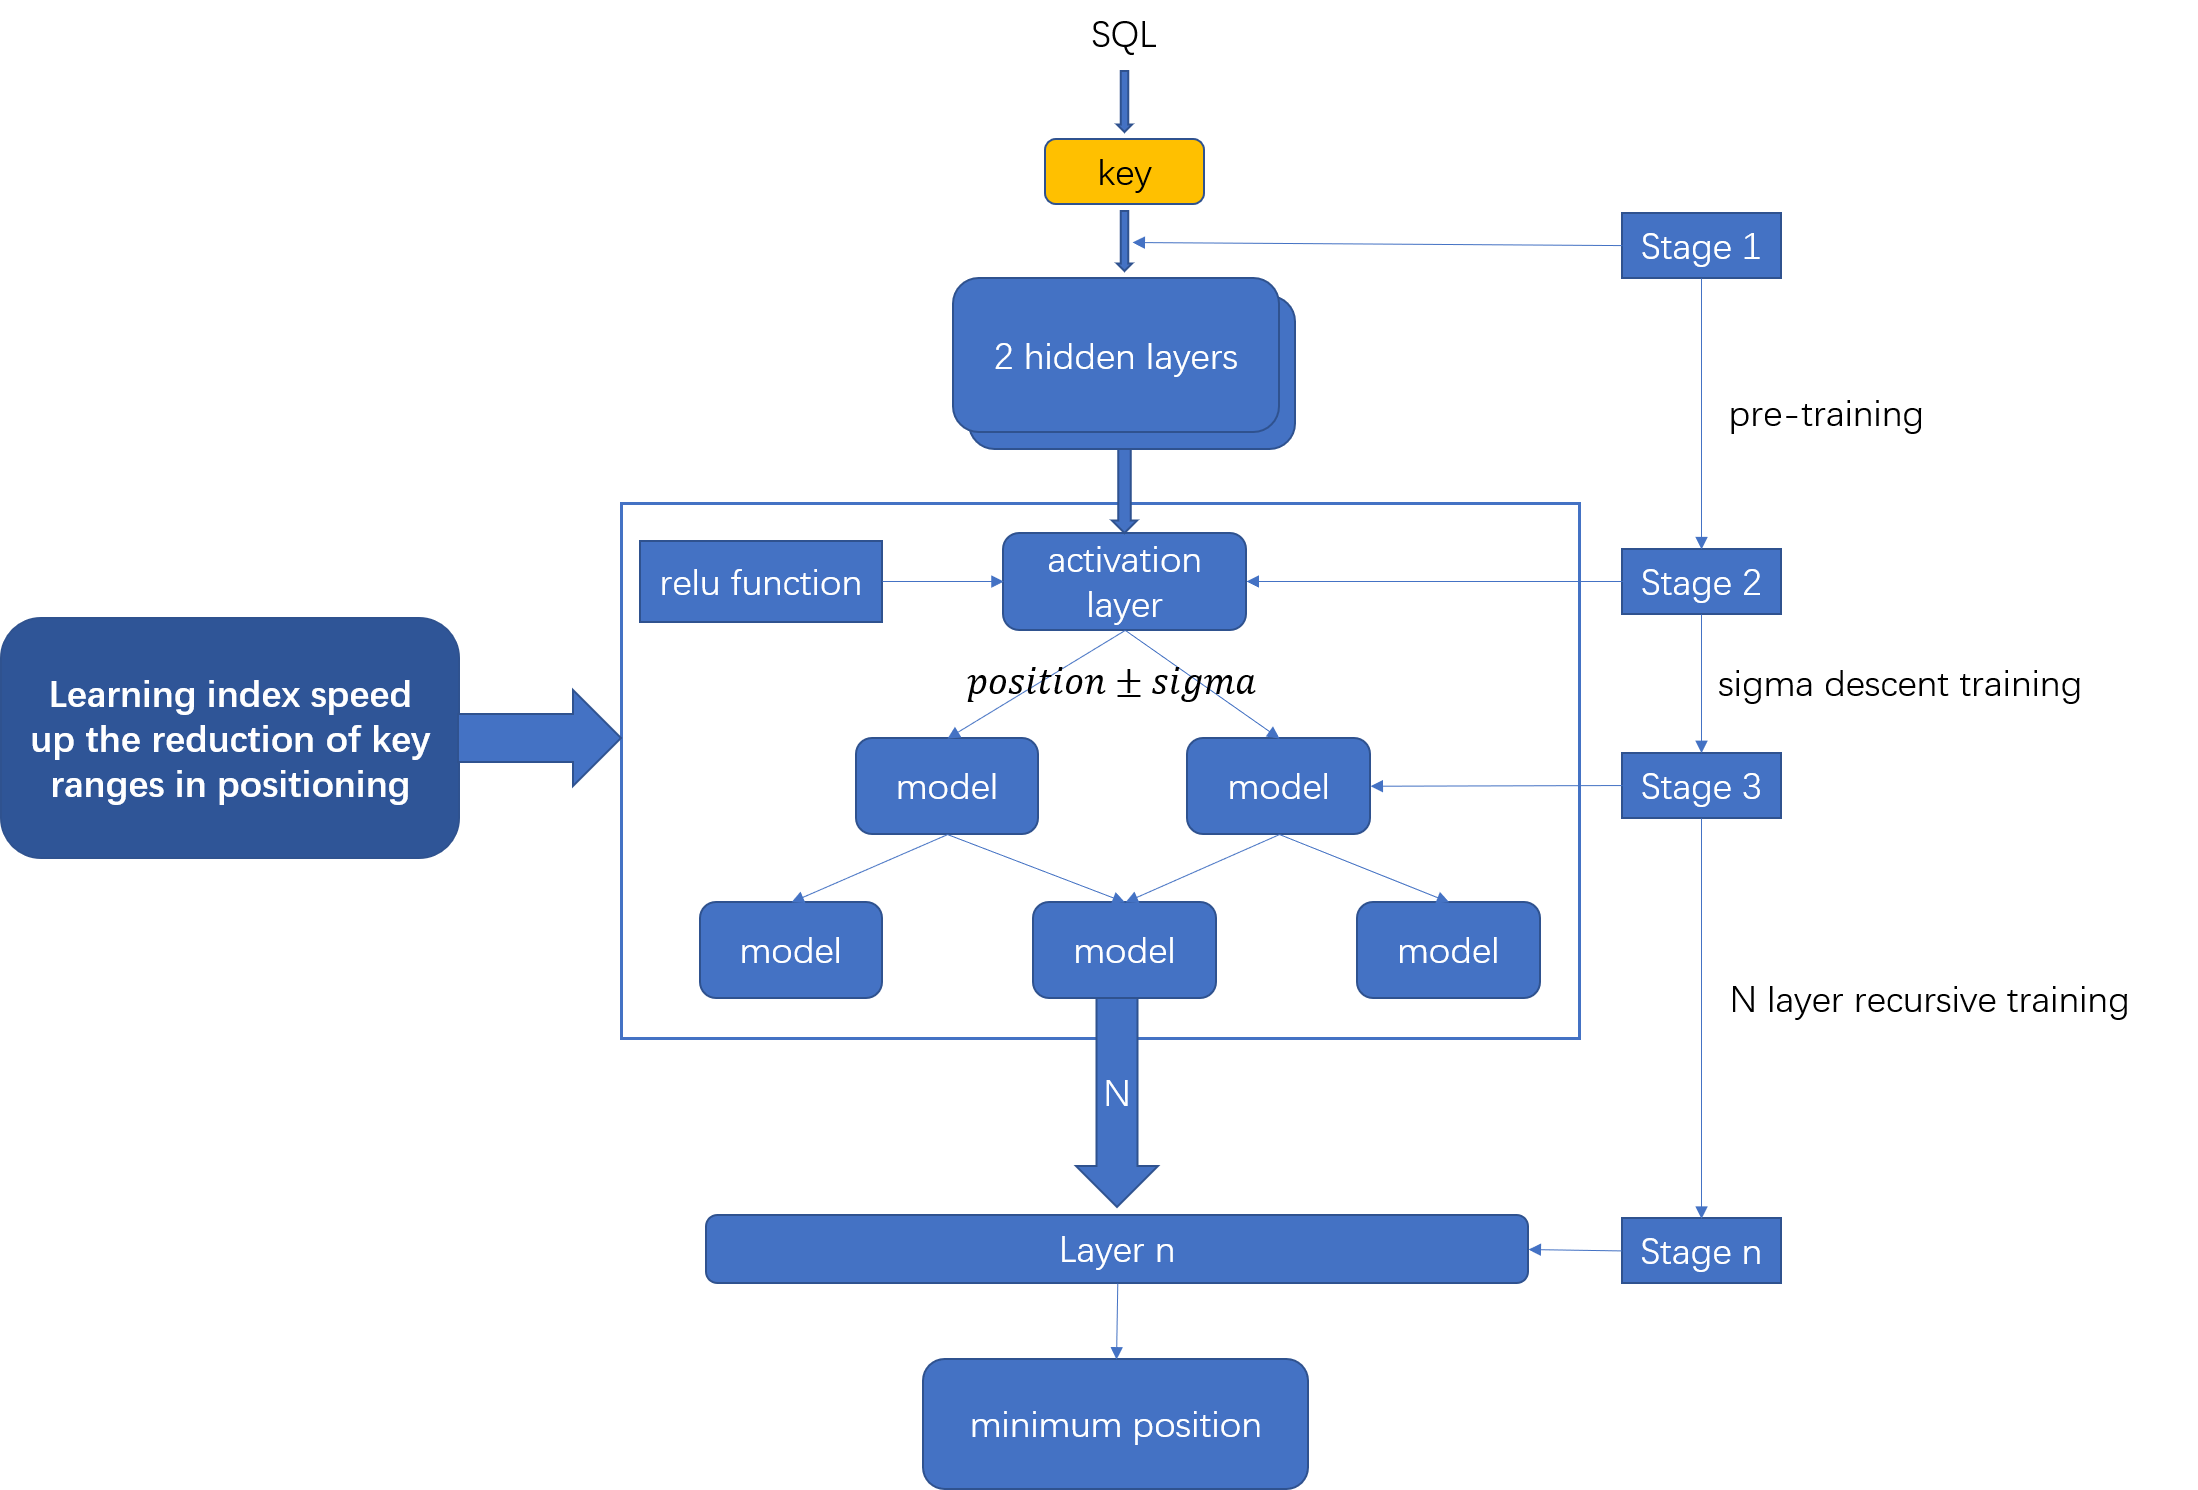 SQL
key
Stage 1
2 hidden layers
pre-training
relu function
activation
layer
Stage 2
position ± sigma
sigma descent training
Learning index speed
up the reduction of key
ranges in positioning
model
model
Stage 3
model
model
model
N layer recursive training
N
Layer n
Stage n
minimum position